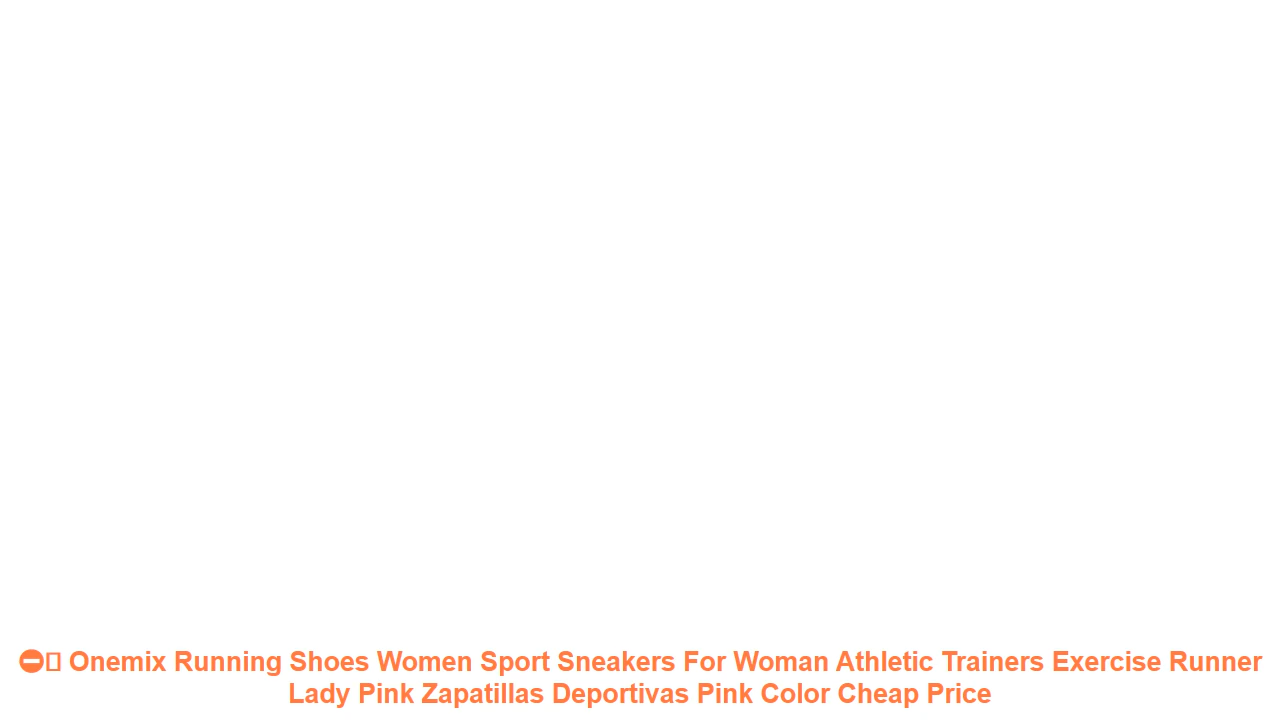 ⛔️ Onemix Running Shoes Women Sport Sneakers For Woman Athletic Trainers Exercise Runner
Lady Pink Zapatillas Deportivas Pink Color Cheap Price